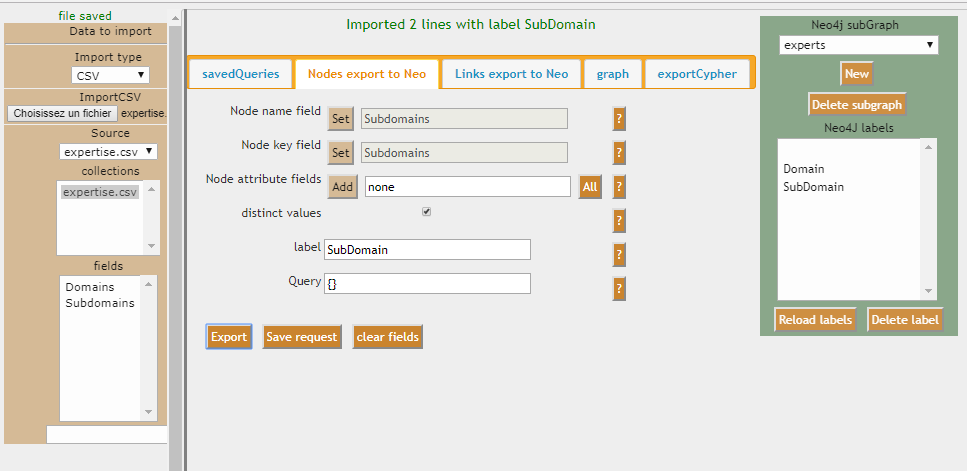 file saved
Data to import
Import type
CSV
ImportCSV
Choisissez un fichier expertise.
Source
expertise.csv
collections
expertise.csv
fields
Domains
Subdomains
Imported 2 lines with label SubDomain
savedQueries Nodes export to Neo Links export to Neo graph exportCypher
Node name field Set Subdomains ?
Node key field Set Subdomains ?
Node attribute fields Add none All ?
distinct values ?
label SubDomain ?
Query {} ?
Export Save request clear fields
Neo4j subGraph
experts
New
Delete subgraph
Neo4J labels
Domain
SubDomain
Reload labels Delete label